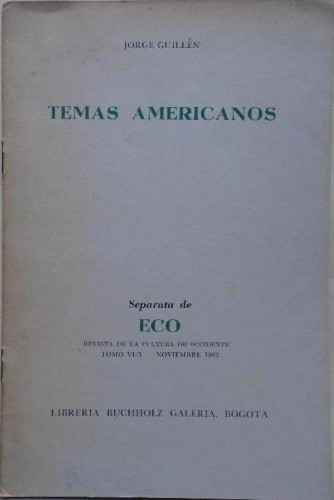 JORGE GUILLÉN
TEMAS AMERICANOS
Separata de
ECO
REVISTA DE LA CULTURA DE OCCIDENTE
TOMO VI/1 NOVIEMBRE 1962
LIBRERIA BUCHHOLZ GALERIA, BOGOTA